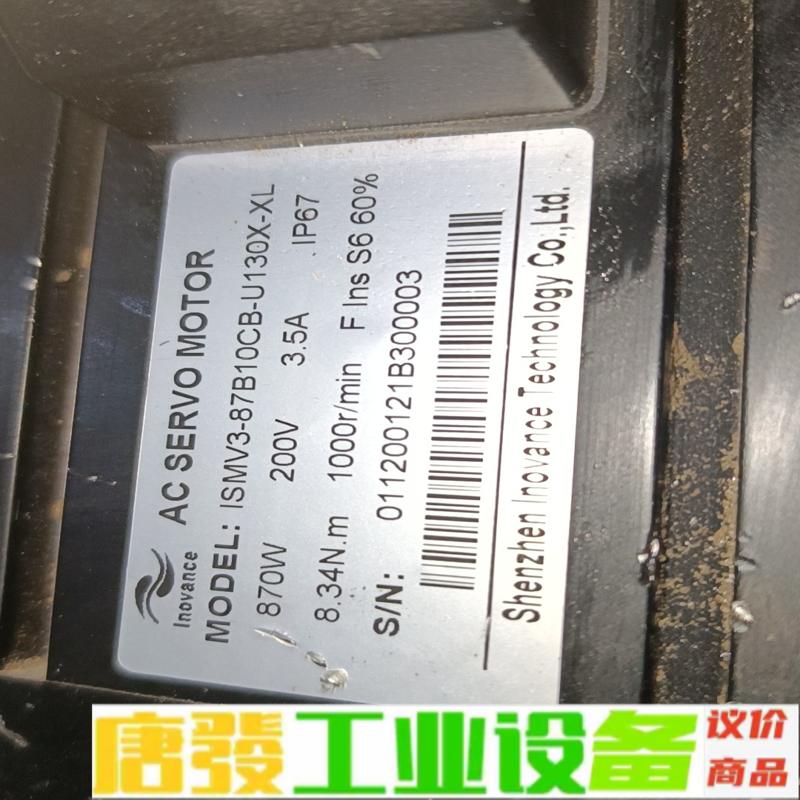 Inovance
AC SERVO MOTOR
MODEL: ISMV3-87B10CB-U130X-XL
870W 200V 3.5A IP67
8.34N.m 1000r/min F Ins S6 60%
S/N: 011200121B300003
Shenzhen Inovance Technology Co.,Ltd.
唐發工业设备
议价
商品